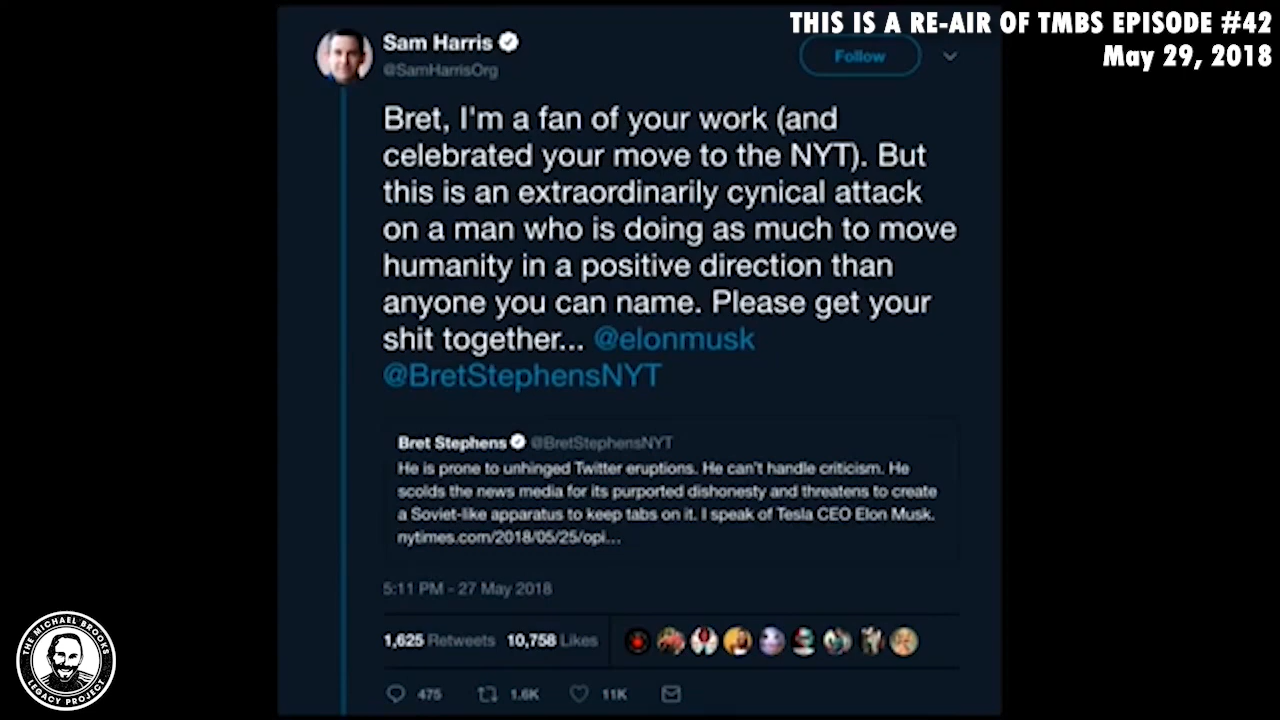 THIS IS A RE-AIR OF TMBS EPISODE #42
May 29, 2018
Sam Harris
@SamHarrisOrg
Follow
Bret, I'm a fan of your work (and
celebrated your move to the NYT). But
this is an extraordinarily cynical attack
on a man who is doing as much to move
humanity in a positive direction than
anyone you can name. Please get your
shit together... @elonmusk
@BretStephensNYT
Bret Stephens @BretStephensNYT
He is prone to unhinged Twitter eruptions. He can't handle criticism. He
scolds the news media for its purported dishonesty and threatens to create
a Soviet-like apparatus to keep tabs on it. I speak of Tesla CEO Elon Musk.
nytimes.com/2018/05/25/opi...
5:11 PM - 27 May 2018
1,625 Retweets 10,758 Likes
475 1.6K 11K
THE MICHAEL BROOKS
LEGACY PROJECT